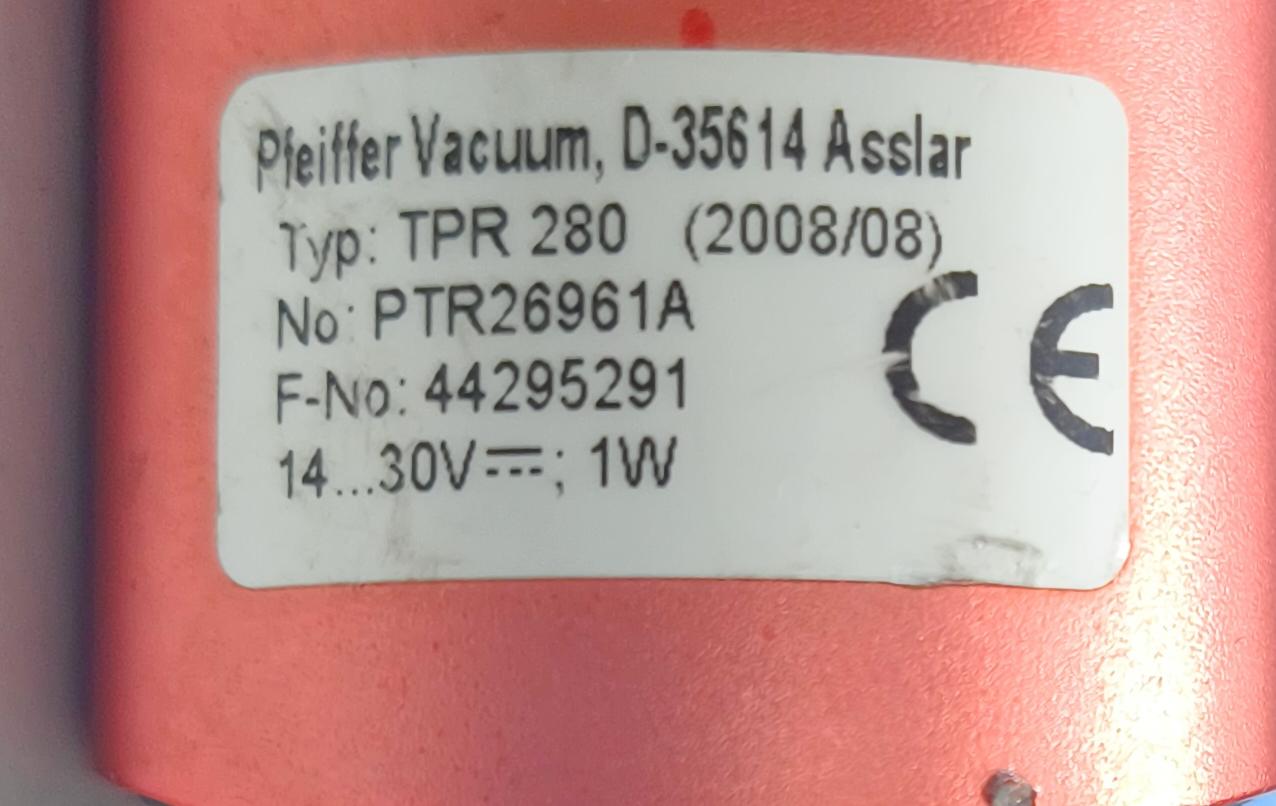 Pfeiffer Vacuum, D-35614 Asslar
Typ: TPR 280 (2008/08)
No: PTR26961A
F-No: 44295291
14...30V⎓; 1W
CE